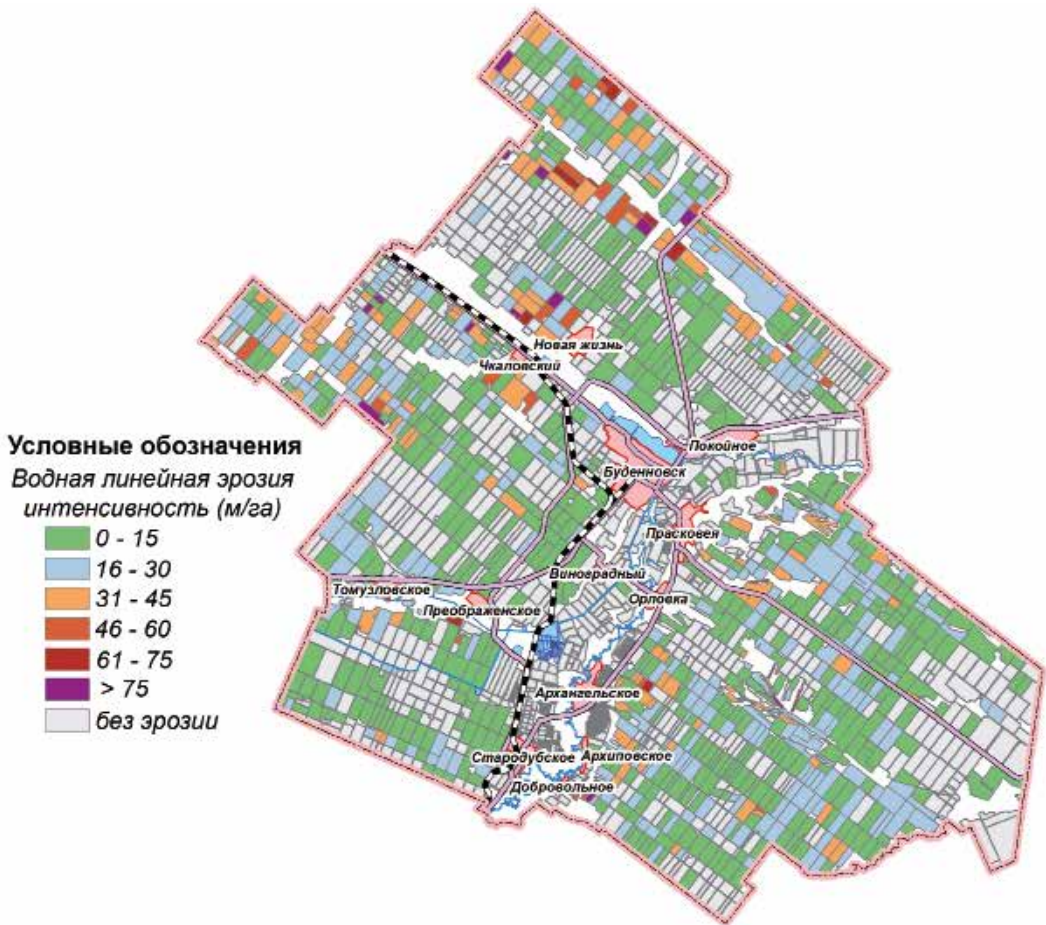 Новая жизнь
Чкаловский
Условные обозначения
Водная линейная эрозия
интенсивность (м/га)
0 - 15
16 - 30
31 - 45
46 - 60
61 - 75
> 75
без эрозии
Покойное
Буденновск
Прасковея
Виноградный
Томузловское
Орловка
Преображенское
Архангельское
Стародубское
Архиповское
Добровольное